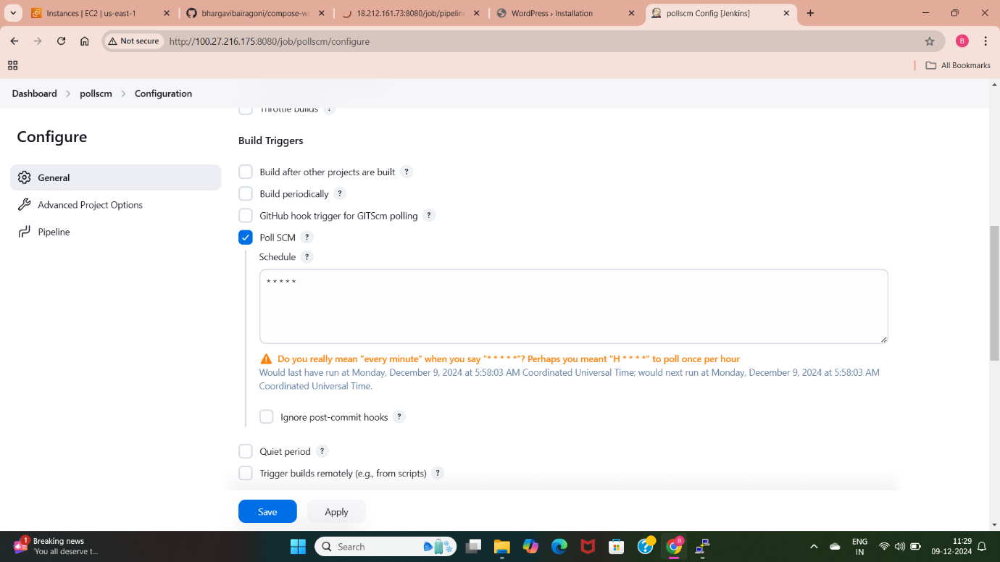 Instances | EC2 | us-east-1
bhargavibairagoni/compose-wo
18.212.161.73:8080/job/pipeline
WordPress › Installation
pollscm Config [Jenkins]
Not secure
http://100.27.216.175:8080/job/pollscm/configure
B
All Bookmarks
Dashboard
pollscm
Configuration
Throttle builds ?
Configure
General
Advanced Project Options
Pipeline
Build Triggers
Build after other projects are built ?
Build periodically ?
GitHub hook trigger for GITScm polling ?
Poll SCM ?
Schedule ?
* * * * *
Do you really mean "every minute" when you say "* * * * *"? Perhaps you meant "H * * * *" to poll once per hour
Would last have run at Monday, December 9, 2024 at 5:58:03 AM Coordinated Universal Time; would next run at Monday, December 9, 2024 at 5:58:03 AM
Coordinated Universal Time.
Ignore post-commit hooks ?
Quiet period ?
Trigger builds remotely (e.g., from scripts) ?
Save
Apply
1
Breaking news
'You all deserve t...
Search
B
ENG
IN
11:29
09-12-2024